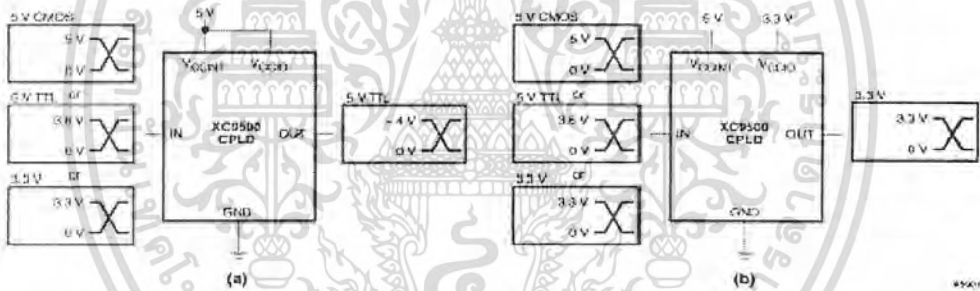 5 V CMOS
5 V
0 V
or
5 V TTL
3.6 V
0 V
or
3.3 V
3.3 V
0 V
5 V
VCCINT VCCIO
IN XC9500 CPLD OUT
GND
5 V TTL
~4 V
0 V
(a)
5 V CMOS
5 V
0 V
or
5 V TTL
3.6 V
0 V
or
3.3 V
3.3 V
0 V
5 V 3.3 V
VCCINT VCCIO
IN XC9500 CPLD OUT
GND
3.3 V
3.3 V
0 V
(b)